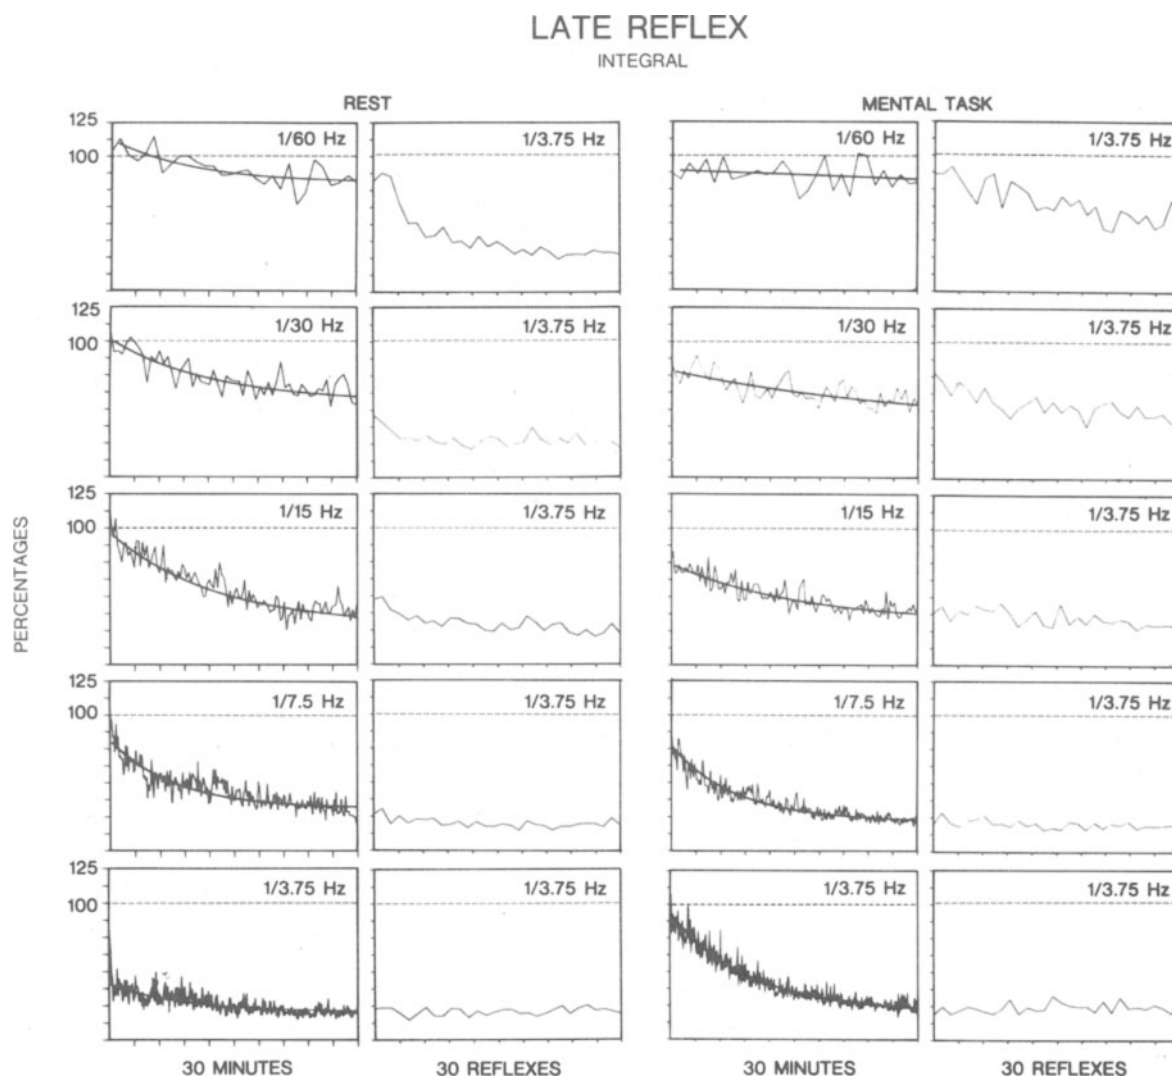 LATE REFLEX
INTEGRAL
REST
MENTAL TASK
125
100
1/60 Hz
1/3.75 Hz
1/60 Hz
1/3.75 Hz
125
100
1/30 Hz
1/3.75 Hz
1/30 Hz
1/3.75 Hz
PERCENTAGES
125
100
1/15 Hz
1/3.75 Hz
1/15 Hz
1/3.75 Hz
125
100
1/7.5 Hz
1/3.75 Hz
1/7.5 Hz
1/3.75 Hz
125
100
1/3.75 Hz
1/3.75 Hz
1/3.75 Hz
1/3.75 Hz
30 MINUTES
30 REFLEXES
30 MINUTES
30 REFLEXES